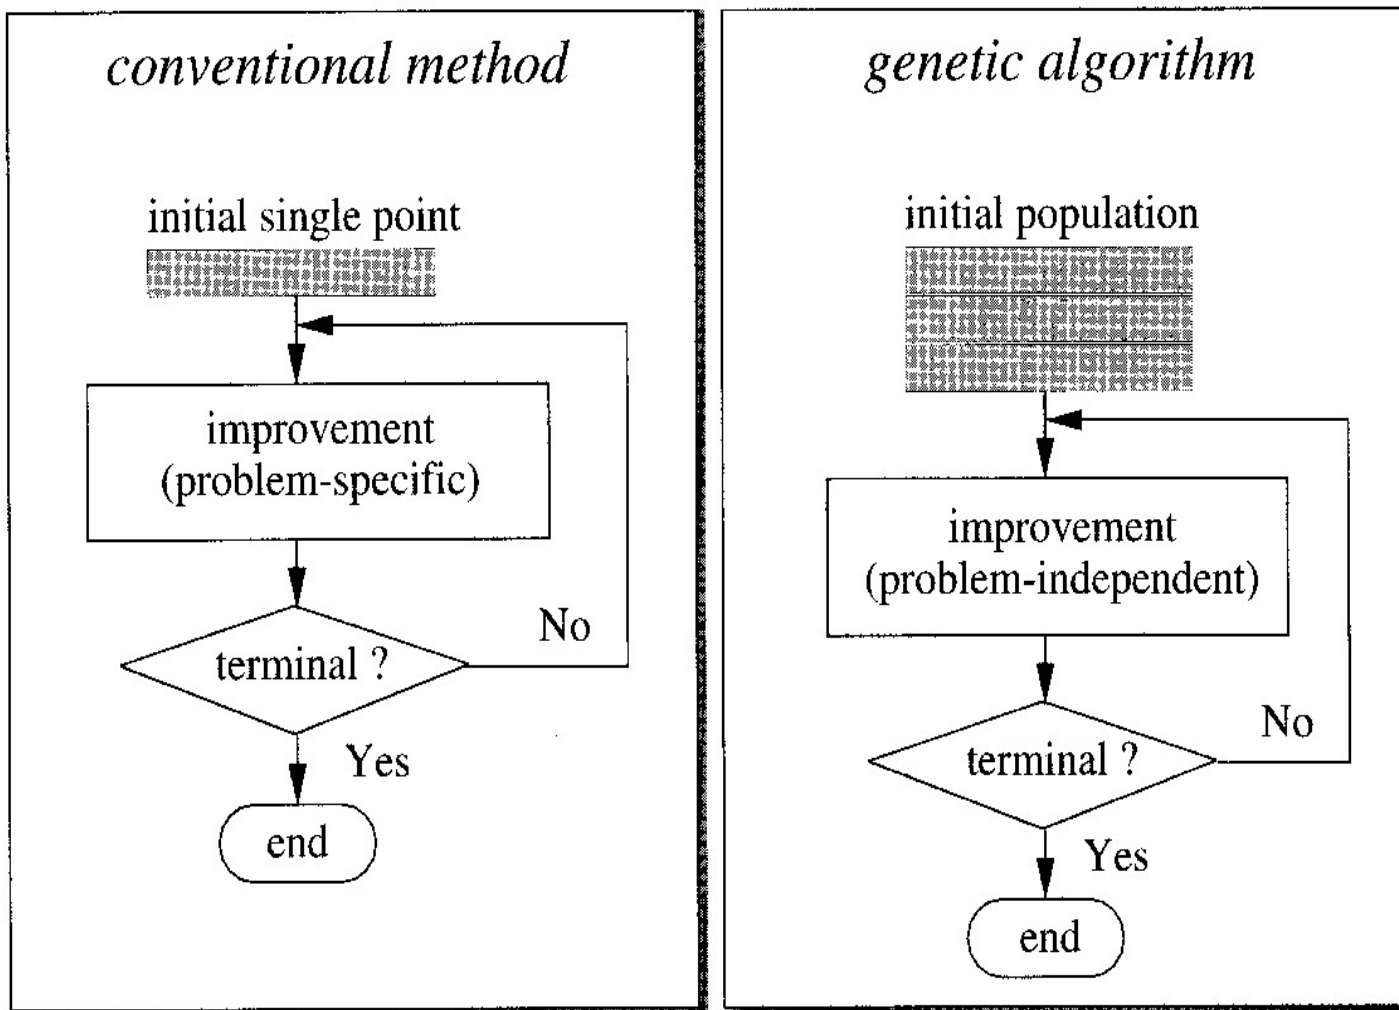 conventional method
initial single point
improvement
(problem-specific)
terminal ?
No
Yes
end
genetic algorithm
initial population
improvement
(problem-independent)
terminal ?
No
Yes
end